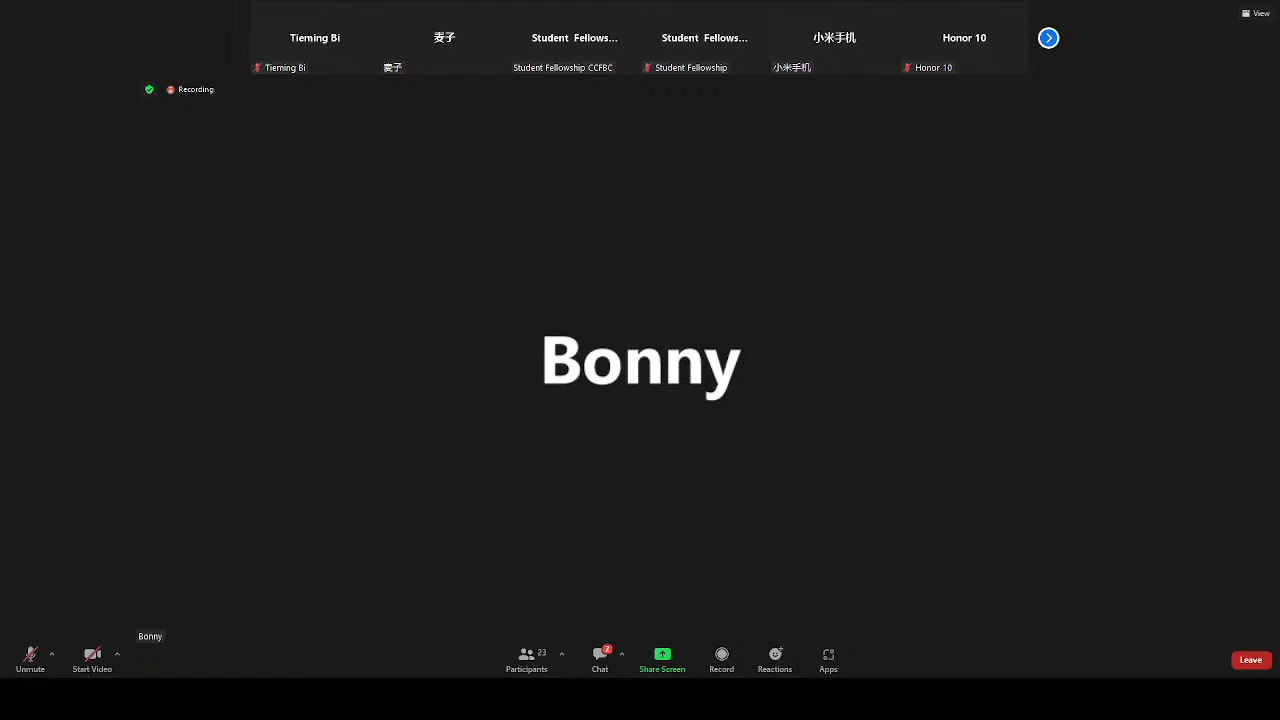 View
Tieming Bi
麦子
Student Fellows...
Student Fellows...
小米手机
Honor 10
Tieming Bi
麦子
Student Fellowship CCFBC
Student Fellowship
小米手机
Honor 10
Recording
Bonny
Bonny
Unmute
Start Video
Participants
23
Chat
2
Share Screen
Record
Reactions
Apps
Leave